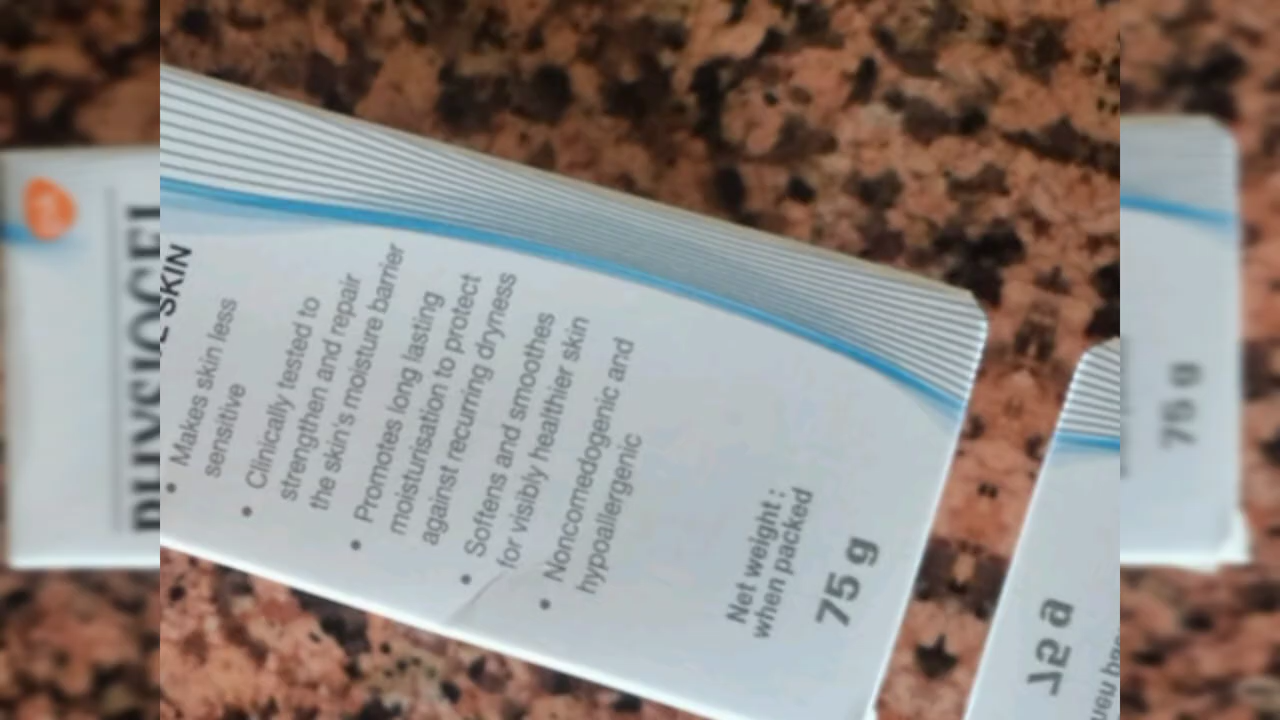 PHYSIOGEL
SKIN
• Makes skin less
sensitive
• Clinically tested to
strengthen and repair
the skin's moisture barrier
• Promotes long lasting
moisturisation to protect
against recurring dryness
• Softens and smoothes
for visibly healthier skin
• Noncomedogenic and
hypoallergenic
Net weight :
when packed
75 g
75 g